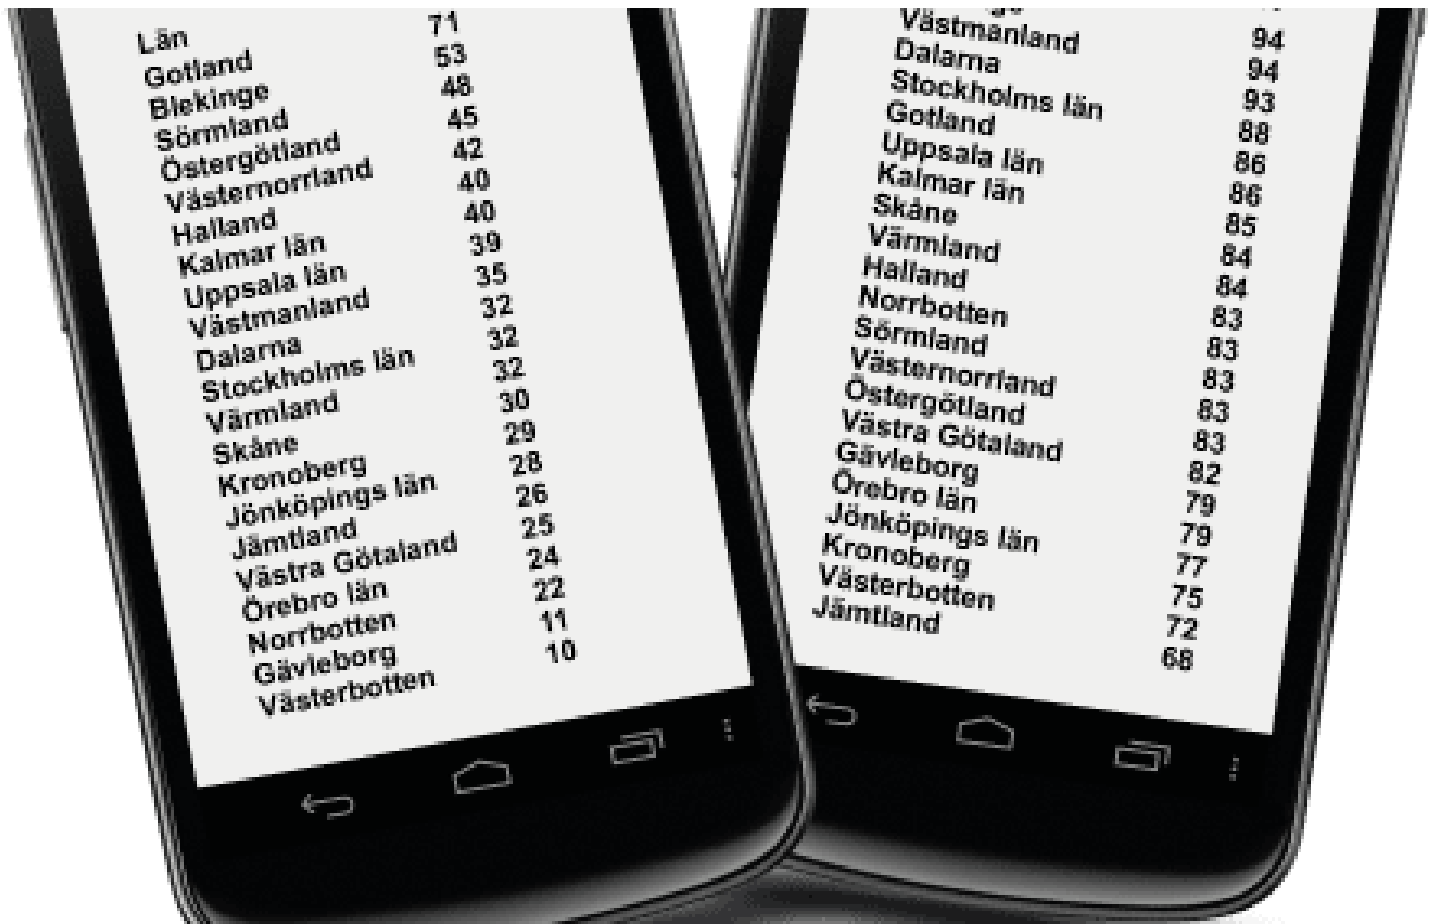 Län
Gotland 71
Blekinge 53
Sörmland 48
Östergötland 45
Västernorrland 42
Halland 40
Kalmar län 40
Uppsala län 39
Västmanland 35
Dalarna 32
Stockholms län 32
Värmland 32
Skåne 30
Kronoberg 29
Jönköpings län 28
Jämtland 26
Västra Götaland 25
Örebro län 24
Norrbotten 22
Gävleborg 11
Västerbotten 10
94
Västmanland 94
Dalarna 93
Stockholms län 88
Gotland 86
Uppsala län 86
Kalmar län 85
Skåne 84
Värmland 84
Halland 83
Norrbotten 83
Sörmland 83
Västernorrland 83
Östergötland 83
Västra Götaland 82
Gävleborg 79
Örebro län 79
Jönköpings län 77
Kronoberg 75
Västerbotten 72
Jämtland 68